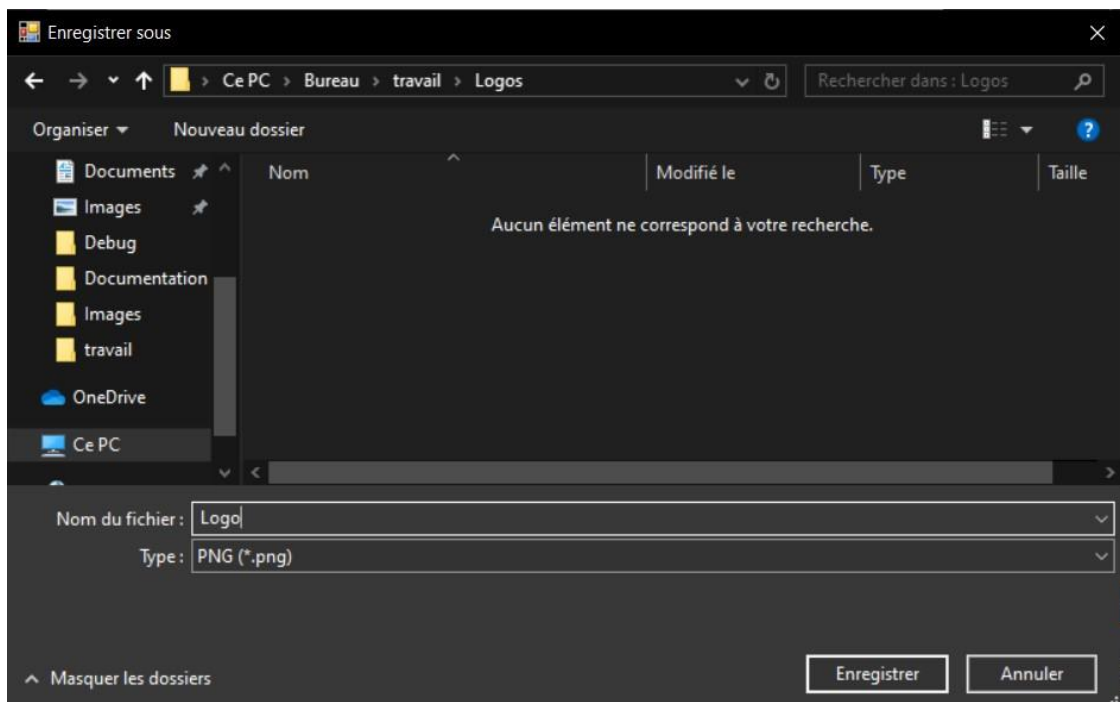 Enregistrer sous
Ce PC > Bureau > travail > Logos
Rechercher dans : Logos
Organiser
Nouveau dossier
?
Documents
Images
Debug
Documentation
Images
travail
OneDrive
Ce PC
Nom
Modifié le
Type
Taille
Aucun élément ne correspond à votre recherche.
Nom du fichier : Logo
Type : PNG (*.png)
Masquer les dossiers
Enregistrer
Annuler